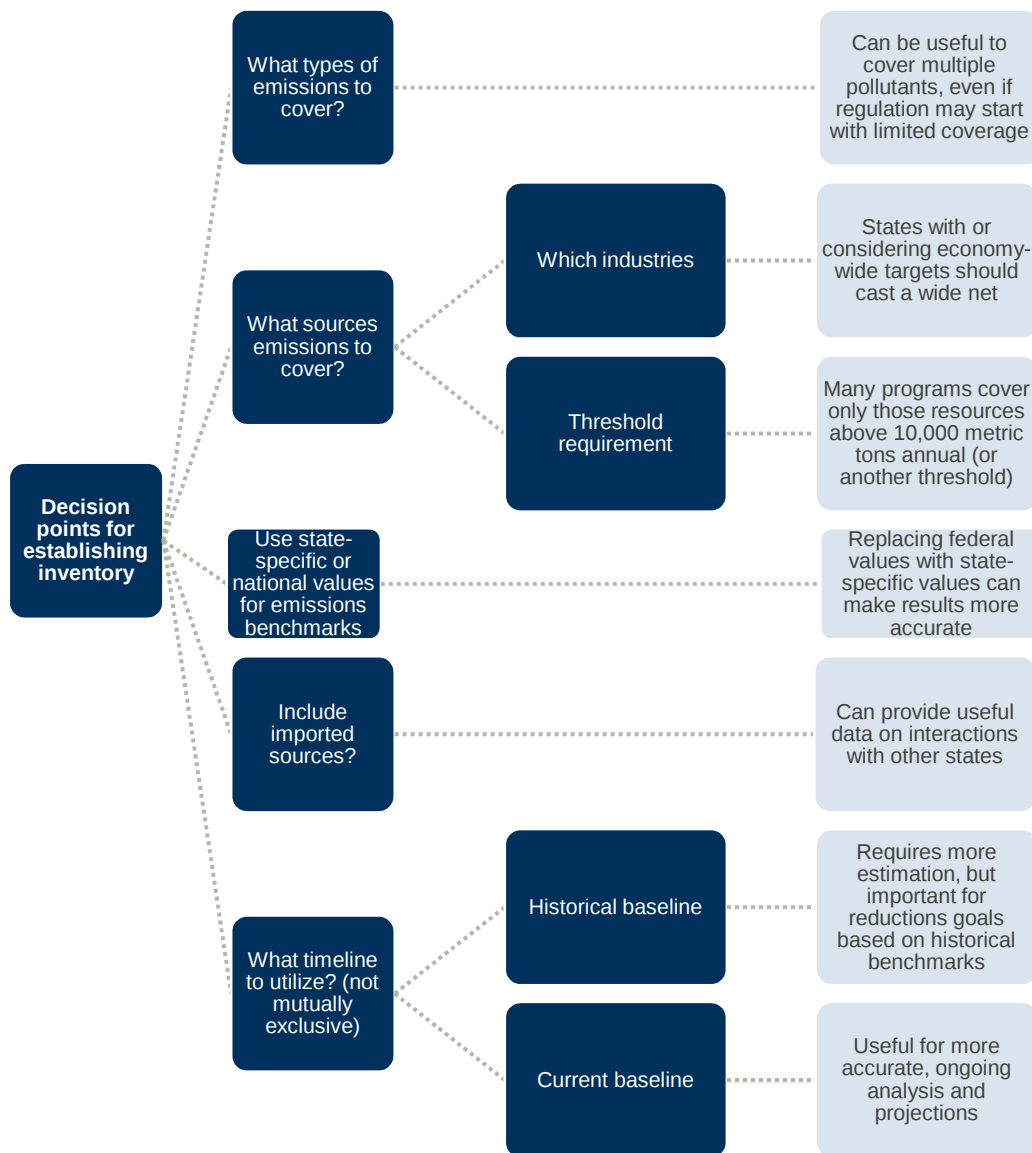 Decision
points for
establishing
inventory
What types of
emissions to
cover?
Can be useful to
cover multiple
pollutants, even if
regulation may start
with limited coverage
What sources
emissions to
cover?
Which industries
States with or
considering economy-
wide targets should
cast a wide net
Threshold
requirement
Many programs cover
only those resources
above 10,000 metric
tons annual (or
another threshold)
Use state-
specific or
national values
for emissions
benchmarks
Replacing federal
values with state-
specific values can
make results more
accurate
Include
imported
sources?
Can provide useful
data on interactions
with other states
What timeline
to utilize? (not
mutually
exclusive)
Historical baseline
Requires more
estimation, but
important for
reductions goals
based on historical
benchmarks
Current baseline
Useful for more
accurate, ongoing
analysis and
projections